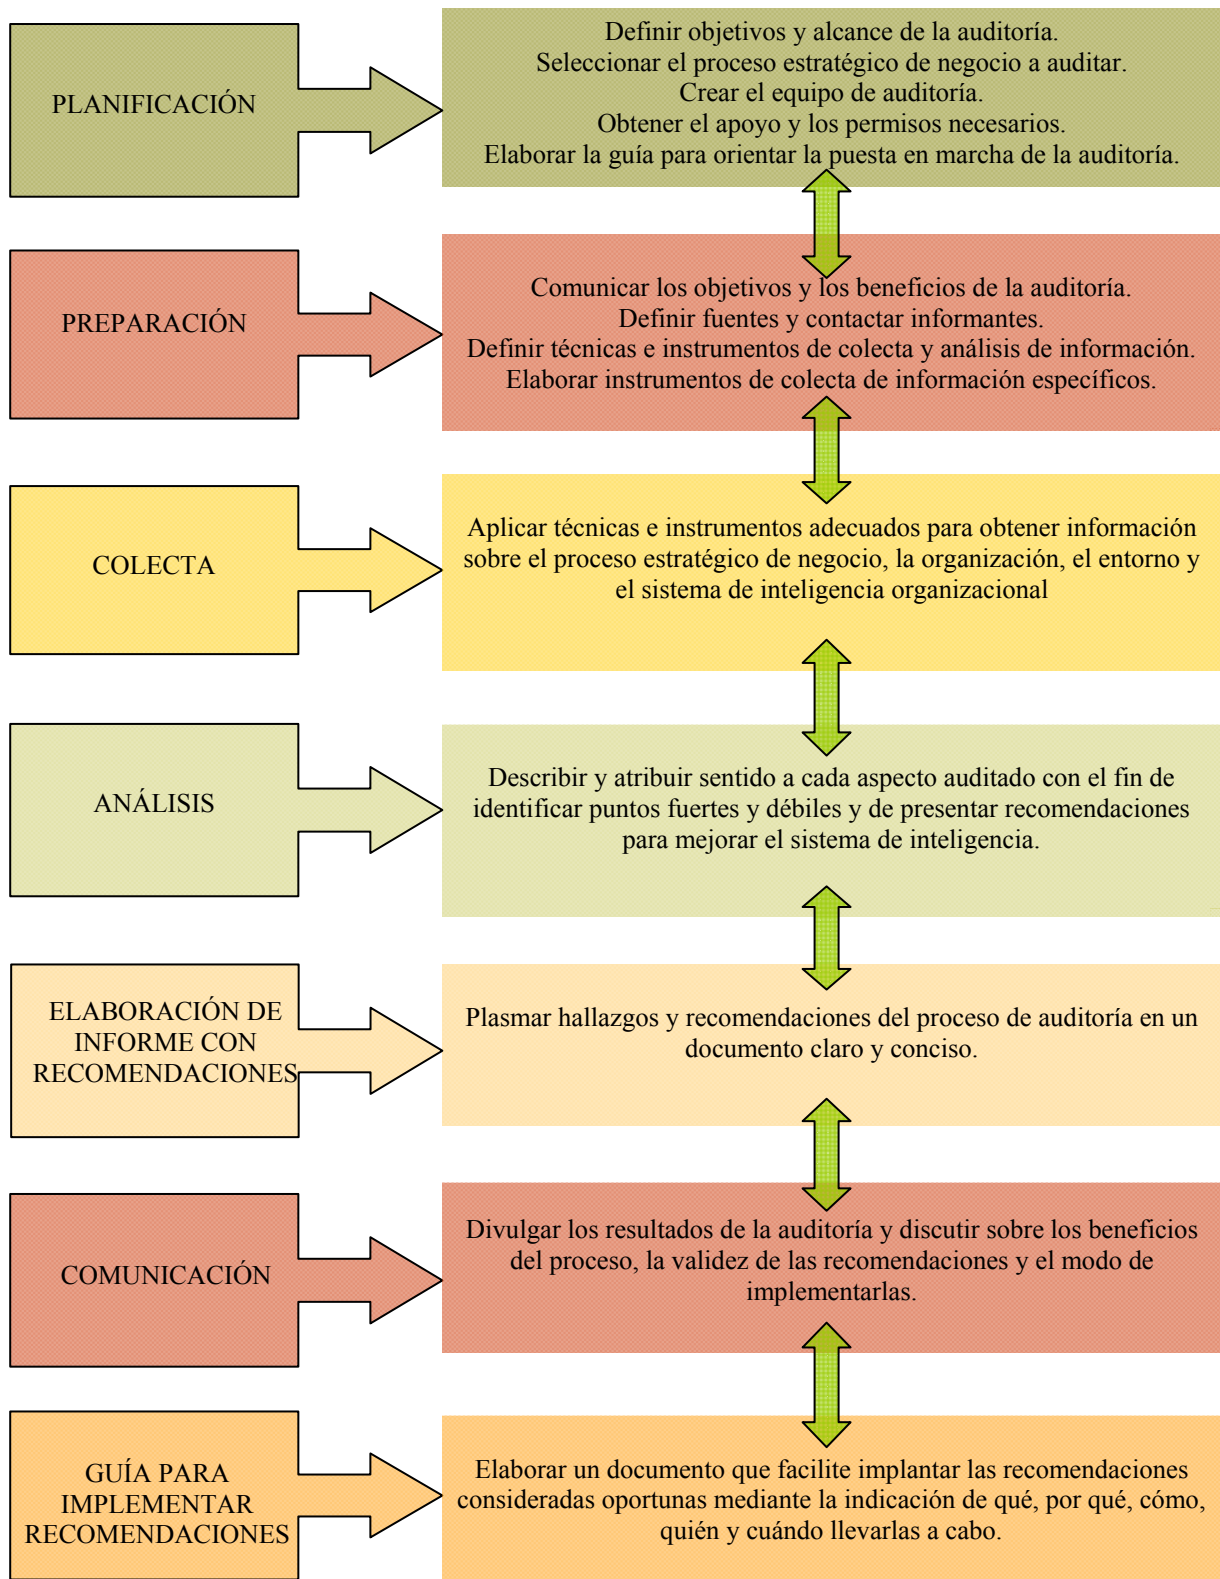 PLANIFICACIÓN
Definir objetivos y alcance de la auditoría.
Seleccionar el proceso estratégico de negocio a auditar.
Crear el equipo de auditoría.
Obtener el apoyo y los permisos necesarios.
Elaborar la guía para orientar la puesta en marcha de la auditoría.
PREPARACIÓN
Comunicar los objetivos y los beneficios de la auditoría.
Definir fuentes y contactar informantes.
Definir técnicas e instrumentos de colecta y análisis de información.
Elaborar instrumentos de colecta de información específicos.
COLECTA
Aplicar técnicas e instrumentos adecuados para obtener información
sobre el proceso estratégico de negocio, la organización, el entorno y
el sistema de inteligencia organizacional
ANÁLISIS
Describir y atribuir sentido a cada aspecto auditado con el fin de
identificar puntos fuertes y débiles y de presentar recomendaciones
para mejorar el sistema de inteligencia.
ELABORACIÓN DE
INFORME CON
RECOMENDACIONES
Plasmar hallazgos y recomendaciones del proceso de auditoría en un
documento claro y conciso.
COMUNICACIÓN
Divulgar los resultados de la auditoría y discutir sobre los beneficios
del proceso, la validez de las recomendaciones y el modo de
implementarlas.
GUÍA PARA
IMPLEMENTAR
RECOMENDACIONES
Elaborar un documento que facilite implantar las recomendaciones
consideradas oportunas mediante la indicación de qué, por qué, cómo,
quién y cuándo llevarlas a cabo.